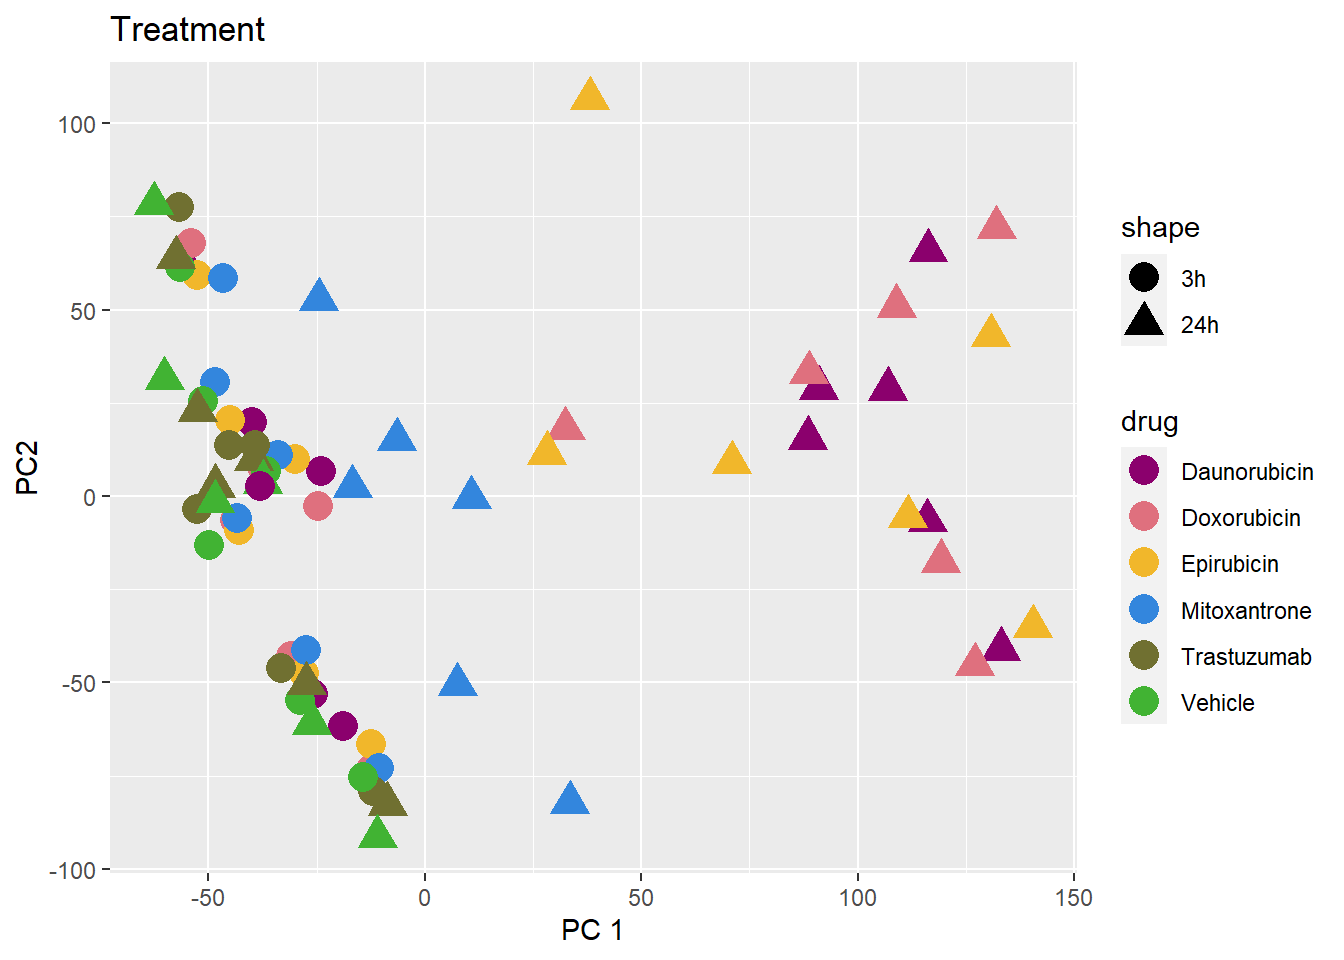 Treatment
100
50
0
-50
-100
PC2
-50
0
50
100
150
PC 1
shape
3h
24h
drug
Daunorubicin
Doxorubicin
Epirubicin
Mitoxantrone
Trastuzumab
Vehicle